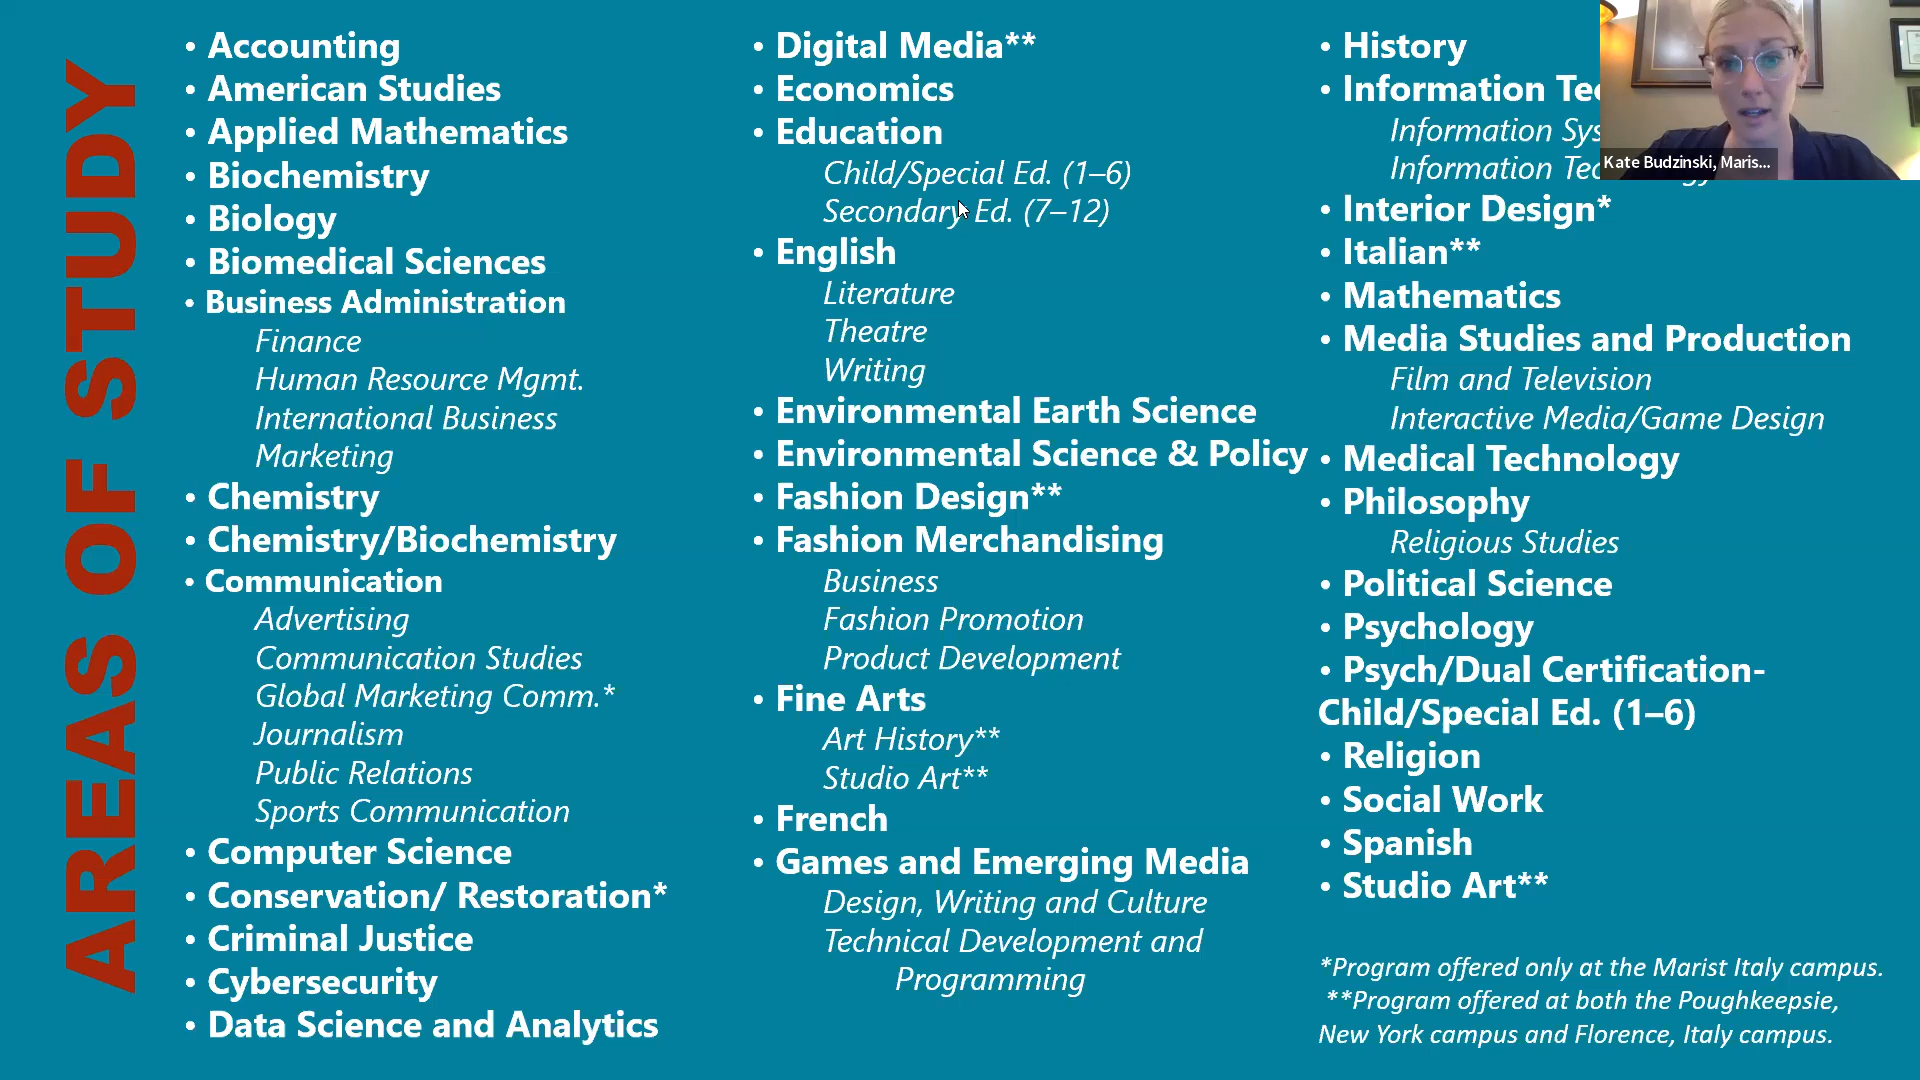 AREAS OF STUDY
• Accounting
• American Studies
• Applied Mathematics
• Biochemistry
• Biology
• Biomedical Sciences
• Business Administration
Finance
Human Resource Mgmt.
International Business
Marketing
• Chemistry
• Chemistry/Biochemistry
• Communication
Advertising
Communication Studies
Global Marketing Comm.*
Journalism
Public Relations
Sports Communication
• Computer Science
• Conservation/ Restoration*
• Criminal Justice
• Cybersecurity
• Data Science and Analytics
• Digital Media**
• Economics
• Education
Child/Special Ed. (1–6)
Secondary Ed. (7–12)
• English
Literature
Theatre
Writing
• Environmental Earth Science
• Environmental Science & Policy
• Fashion Design**
• Fashion Merchandising
Business
Fashion Promotion
Product Development
• Fine Arts
Art History**
Studio Art**
• French
• Games and Emerging Media
Design, Writing and Culture
Technical Development and
Programming
• History
• Information
Information
Information
• Interior Design*
• Italian**
• Mathematics
• Media Studies and Production
Film and Television
Interactive Media/Game Design
• Medical Technology
• Philosophy
Religious Studies
• Political Science
• Psychology
• Psych/Dual Certification-
Child/Special Ed. (1–6)
• Religion
• Social Work
• Spanish
• Studio Art**
*Program offered only at the Marist Italy campus.
**Program offered at both the Poughkeepsie,
New York campus and Florence, Italy campus.
Kate Budzinski, Maris...